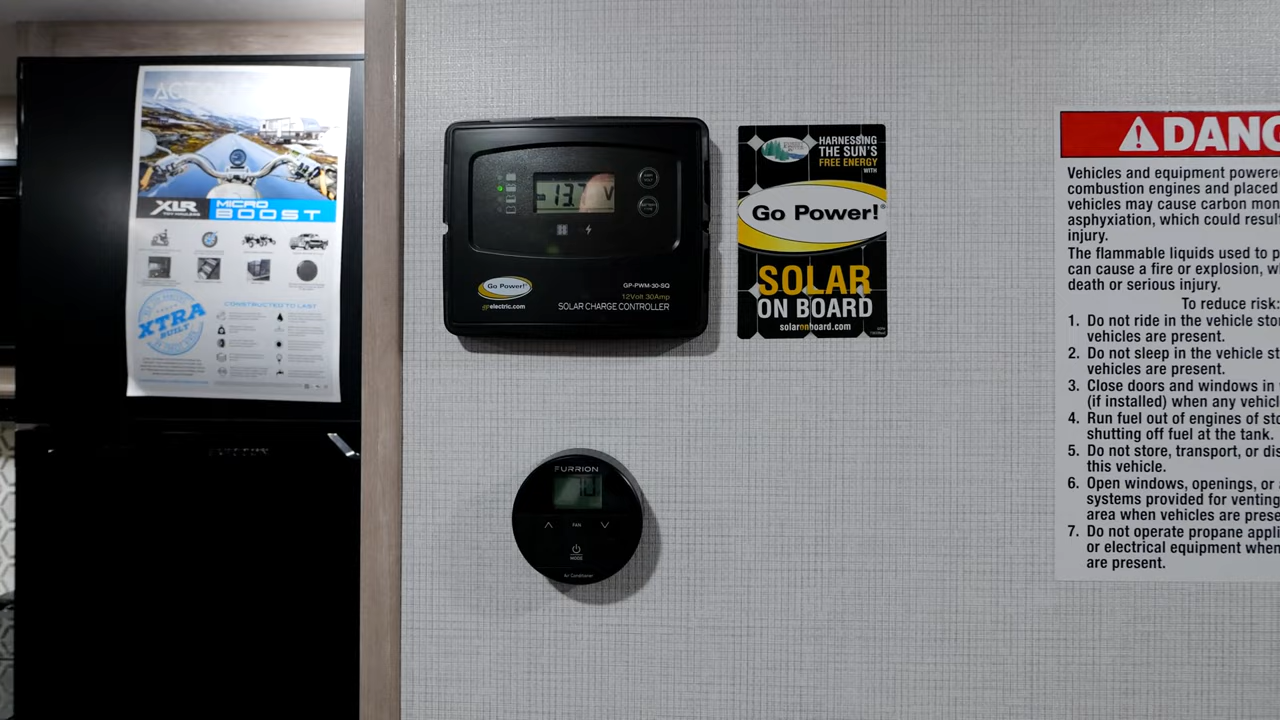 XLR
TOY HAULERS
MICRO
BOOST
XTRA
BUILT
CONSTRUCTED TO LAST
13.7 V
Go Power!
gpelectric.com
GP-PWM-30-SQ
12Volt 30Amp
SOLAR CHARGE CONTROLLER
HARNESSING
THE SUN'S
FREE ENERGY
WITH
Go Power!®
SOLAR
ON BOARD
solaronboard.com
FURRION
FAN
MODE
Air Conditioner
DANG
Vehicles and equipment powere
combustion engines and placed
vehicles may cause carbon mon
asphyxiation, which could result
injury.
The flammable liquids used to p
can cause a fire or explosion, w
death or serious injury.
To reduce risk:
1. Do not ride in the vehicle stor
vehicles are present.
2. Do not sleep in the vehicle st
vehicles are present.
3. Close doors and windows in
(if installed) when any vehicl
4. Run fuel out of engines of sto
shutting off fuel at the tank.
5. Do not store, transport, or dis
this vehicle.
6. Open windows, openings, or
systems provided for venting
area when vehicles are prese
7. Do not operate propane appli
or electrical equipment when
are present.